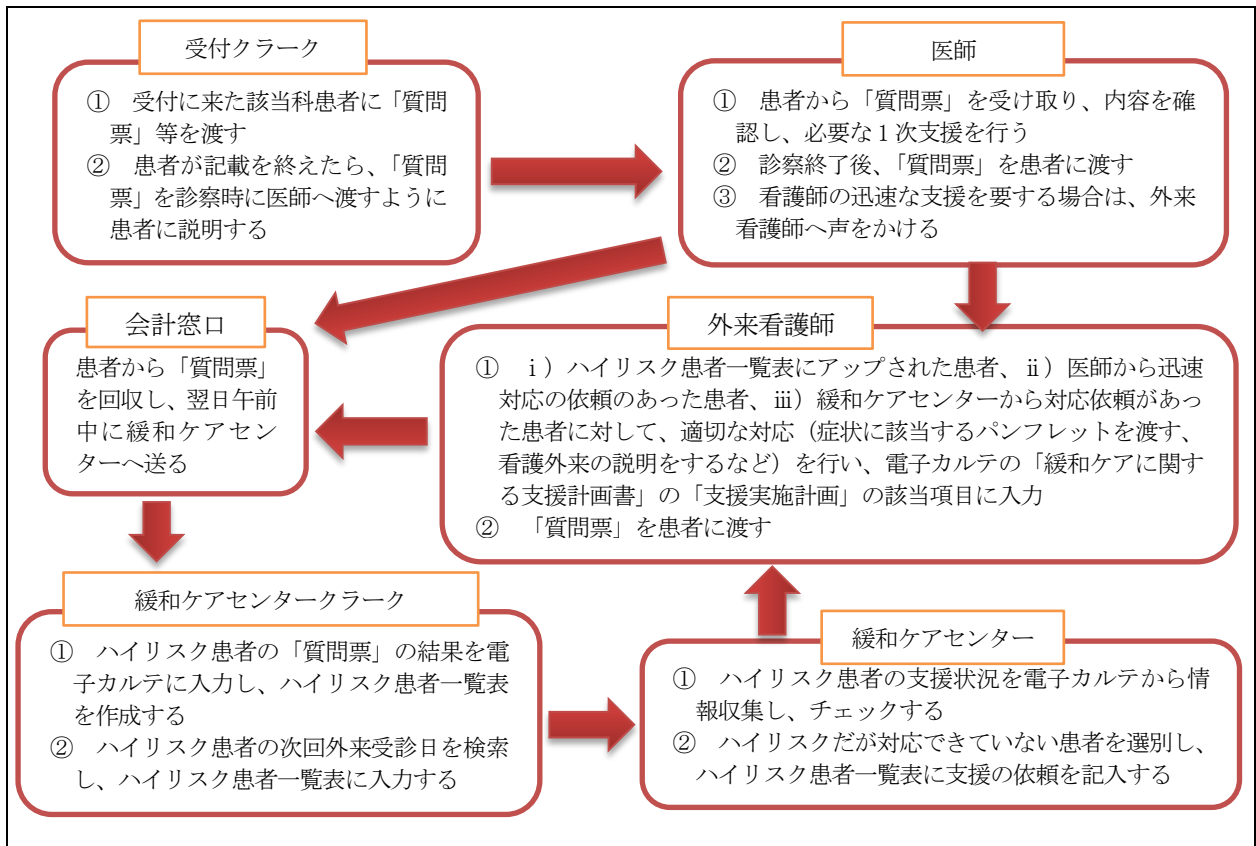 受付クラーク
① 受付に来た該当科患者に「質問
票」等を渡す
② 患者が記載を終えたら、「質問
票」を診察時に医師へ渡すように
患者に説明する
医師
① 患者から「質問票」を受け取り、内容を確
認し、必要な1次支援を行う
② 診察終了後、「質問票」を患者に渡す
③ 看護師の迅速な支援を要する場合は、外来
看護師へ声をかける
会計窓口
患者から「質問票」
を回収し、翌日午前
中に緩和ケアセン
ターへ送る
外来看護師
① ⅰ)ハイリスク患者一覧表にアップされた患者、ⅱ)医師から迅速
対応の依頼のあった患者、ⅲ)緩和ケアセンターから対応依頼があっ
た患者に対して、適切な対応(症状に該当するパンフレットを渡す、
看護外来の説明をするなど)を行い、電子カルテの「緩和ケアに関す
る支援計画書」の「支援実施計画」の該当項目に入力
② 「質問票」を患者に渡す
緩和ケアセンタークラーク
① ハイリスク患者の「質問票」の結果を電
子カルテに入力し、ハイリスク患者一覧表
を作成する
② ハイリスク患者の次回外来受診日を検索
し、ハイリスク患者一覧表に入力する
緩和ケアセンター
① ハイリスク患者の支援状況を電子カルテから情
報収集し、チェックする
② ハイリスクだが対応できていない患者を選別し、
ハイリスク患者一覧表に支援の依頼を記入する